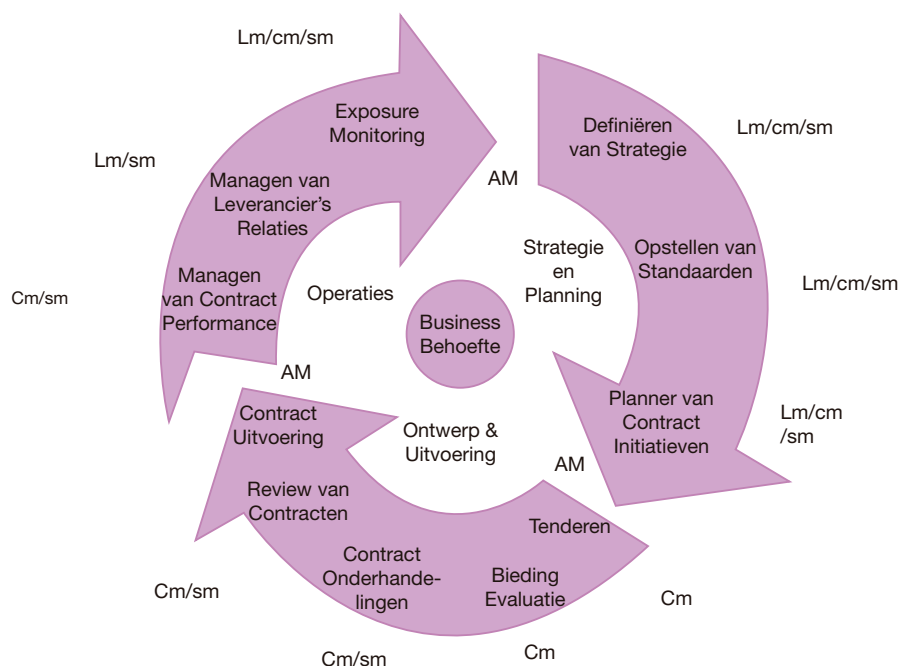 Lm/cm/sm
Exposure
Monitoring
Lm/sm
Managen van
Leverancier's
Relaties
Cm/sm
Managen
van Contract
Performance
Operaties
AM
Definiëren
van Strategie
Lm/cm/sm
Strategie
en
Planning
Opstellen van
Standaarden
Lm/cm/sm
Business
Behoefte
Planner van
Contract
Initiatieven
Lm/cm
/sm
AM
Contract
Uitvoering
Ontwerp &
Uitvoering
AM
Review van
Contracten
Tenderen
Contract
Onderhande-
lingen
Bieding
Evaluatie
Cm/sm
Cm
Cm/sm
Cm